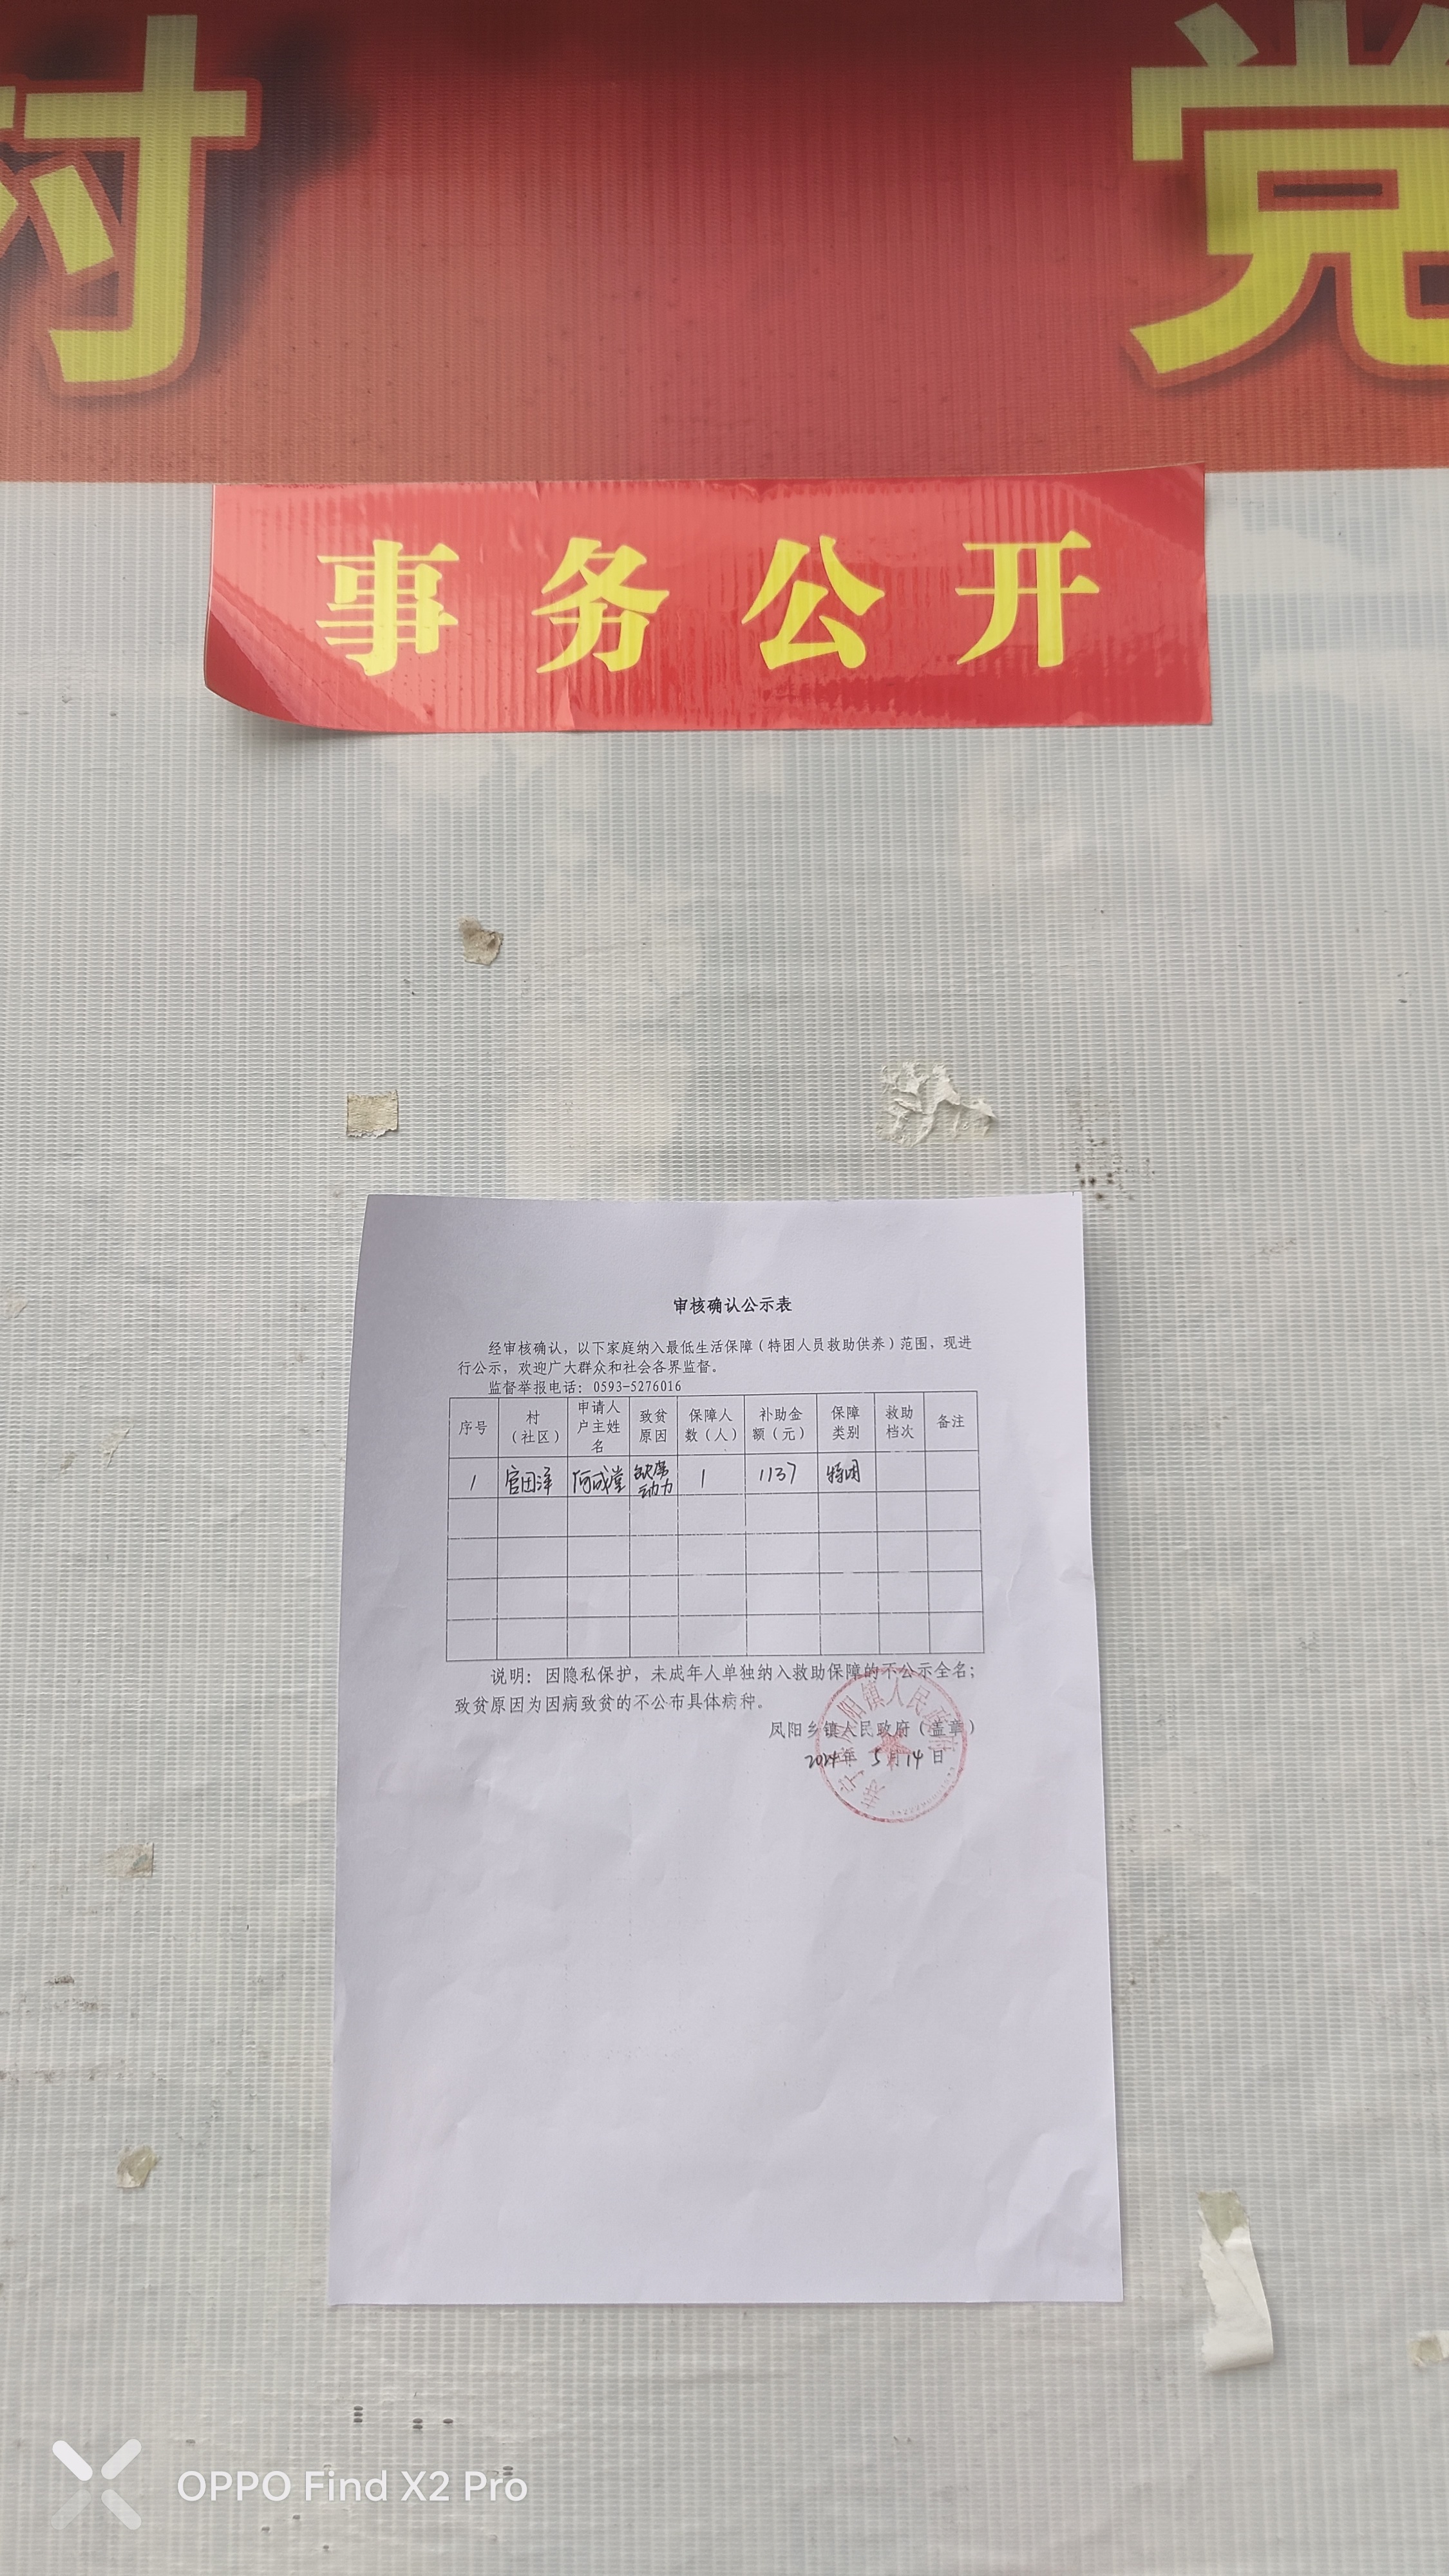 村 党
事务公开
审核确认公示表
经审核确认，以下家庭纳入最低生活保障（特困人员救助供养）范围，现进
行公示，欢迎广大群众和社会各界监督。
监督举报电话：0593-5276016
序号 村（社区） 申请人户主姓名 致贫原因 保障人数（人） 补助金额（元） 保障类别 救助档次 备注
1 官田洋 阿成堂 缺劳动力 1 1137 特困
说明：因隐私保护，未成年人单独纳入救助保障的不公示全名；
致贫原因为因病致贫的不公布具体病种。
凤阳乡镇人民政府（盖章）
2024年 5月14日
OPPO Find X2 Pro